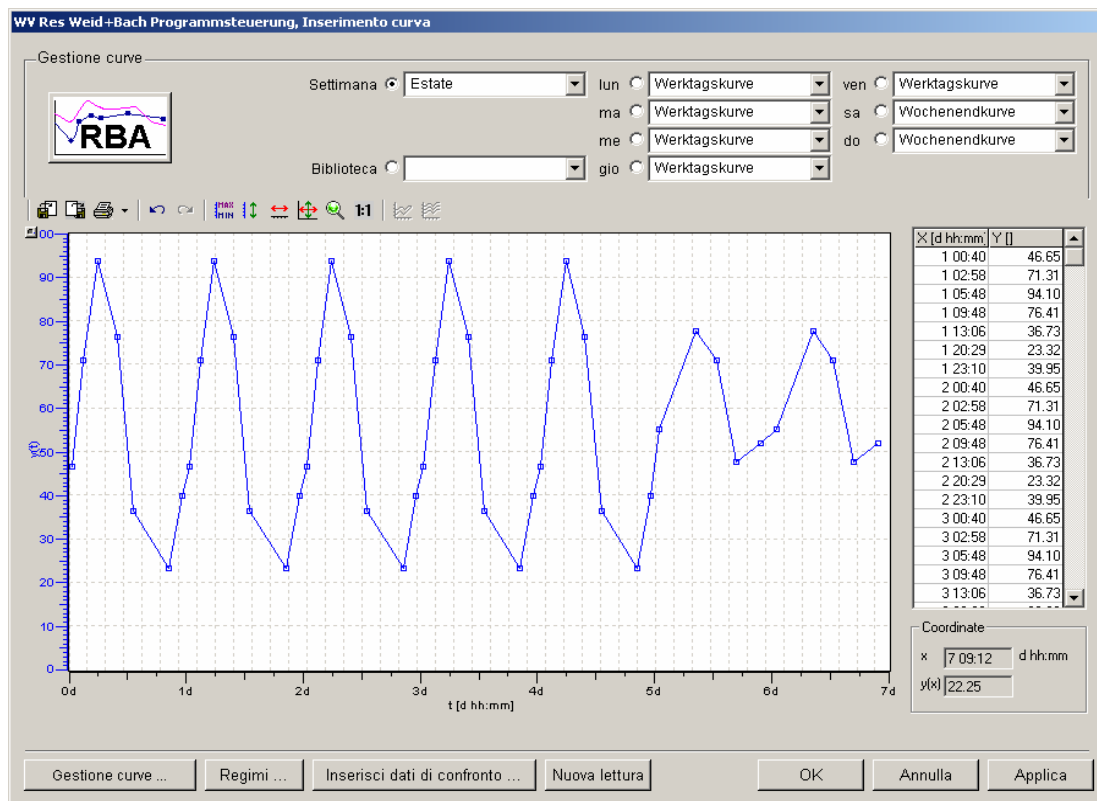 WV Res Weid+Bach Programmsteuerung, Inserimento curva
Gestione curve
RBA
Settimana Estate
Biblioteca
lun Werktagskurve
ma Werktagskurve
me Werktagskurve
gio Werktagskurve
ven Werktagskurve
sa Wochenendkurve
do Wochenendkurve
MAX
MIN
1:1
100
90
80
70
60
50
40
30
20
10
0
y(t)
0d 1d 2d 3d 4d 5d 6d 7d
t [d hh:mm]
X [d hh:mm] Y []
1 00:40 46.65
1 02:58 71.31
1 05:48 94.10
1 09:48 76.41
1 13:06 36.73
1 20:29 23.32
1 23:10 39.95
2 00:40 46.65
2 02:58 71.31
2 05:48 94.10
2 09:48 76.41
2 13:06 36.73
2 20:29 23.32
2 23:10 39.95
3 00:40 46.65
3 02:58 71.31
3 05:48 94.10
3 09:48 76.41
3 13:06 36.73
Coordinate
x 7 09:12 d hh:mm
y(x) 22.25
Gestione curve ... Regimi ... Inserisci dati di confronto ... Nuova lettura OK Annulla Applica